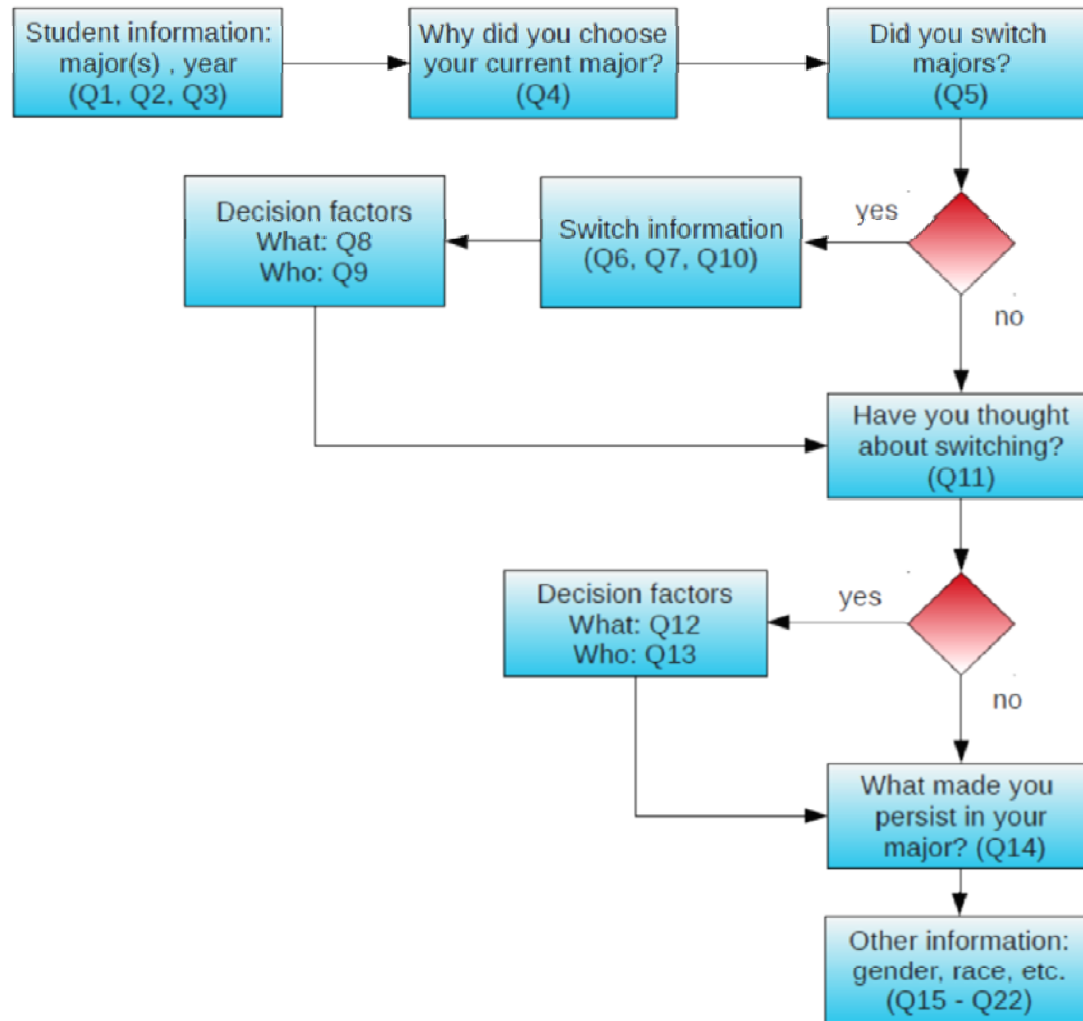 Student information:
major(s) , year
(Q1, Q2, Q3)
Why did you choose
your current major?
(Q4)
Did you switch
majors?
(Q5)
yes
no
Switch information
(Q6, Q7, Q10)
Decision factors
What: Q8
Who: Q9
Have you thought
about switching?
(Q11)
yes
no
Decision factors
What: Q12
Who: Q13
What made you
persist in your
major? (Q14)
Other information:
gender, race, etc.
(Q15 - Q22)